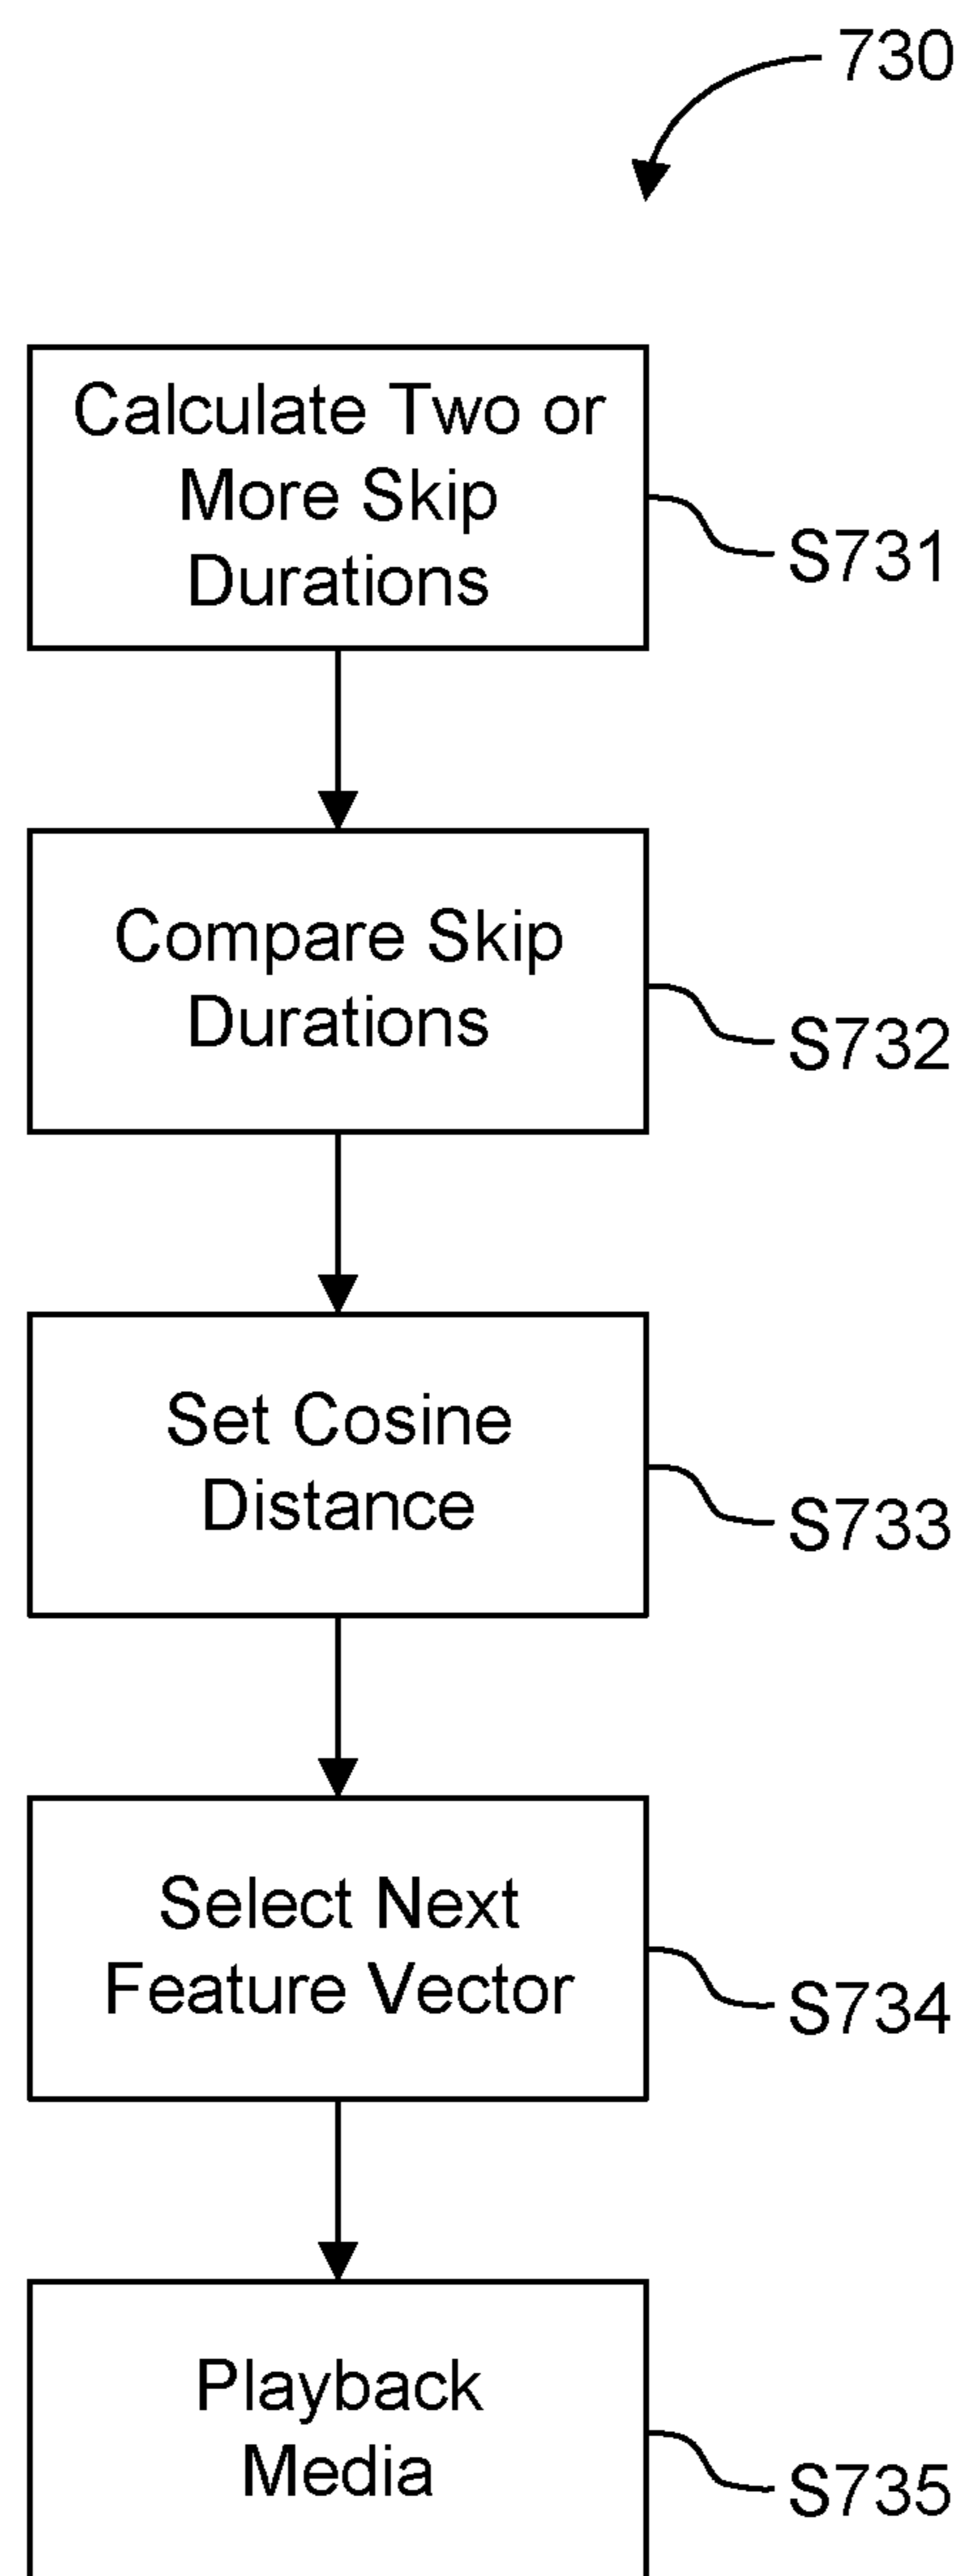 730
Calculate Two or
More Skip
Durations
S731
Compare Skip
Durations
S732
Set Cosine
Distance
S733
Select Next
Feature Vector
S734
Playback
Media
S735